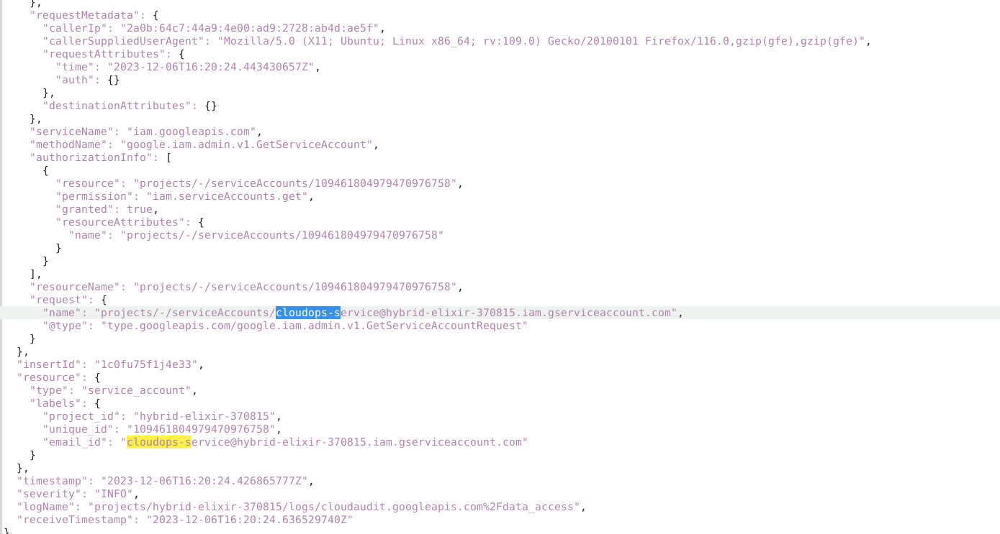 },
"requestMetadata": {
"callerIp": "2a0b:64c7:44a9:4e00:ad9:2728:ab4d:ae5f",
"callerSuppliedUserAgent": "Mozilla/5.0 (X11; Ubuntu; Linux x86_64; rv:109.0) Gecko/20100101 Firefox/116.0,gzip(gfe),gzip(gfe)",
"requestAttributes": {
"time": "2023-12-06T16:20:24.443430657Z",
"auth": {}
},
"destinationAttributes": {}
},
"serviceName": "iam.googleapis.com",
"methodName": "google.iam.admin.v1.GetServiceAccount",
"authorizationInfo": [
{
"resource": "projects/-/serviceAccounts/109461804979470976758",
"permission": "iam.serviceAccounts.get",
"granted": true,
"resourceAttributes": {
"name": "projects/-/serviceAccounts/109461804979470976758"
}
}
],
"resourceName": "projects/-/serviceAccounts/109461804979470976758",
"request": {
"name": "projects/-/serviceAccounts/cloudops-service@hybrid-elixir-370815.iam.gserviceaccount.com",
"@type": "type.googleapis.com/google.iam.admin.v1.GetServiceAccountRequest"
}
},
"insertId": "1c0fu75f1j4e33",
"resource": {
"type": "service_account",
"labels": {
"project_id": "hybrid-elixir-370815",
"unique_id": "109461804979470976758",
"email_id": "cloudops-service@hybrid-elixir-370815.iam.gserviceaccount.com"
}
},
"timestamp": "2023-12-06T16:20:24.426865777Z",
"severity": "INFO",
"logName": "projects/hybrid-elixir-370815/logs/cloudaudit.googleapis.com%2Fdata_access",
"receiveTimestamp": "2023-12-06T16:20:24.636529740Z"
}